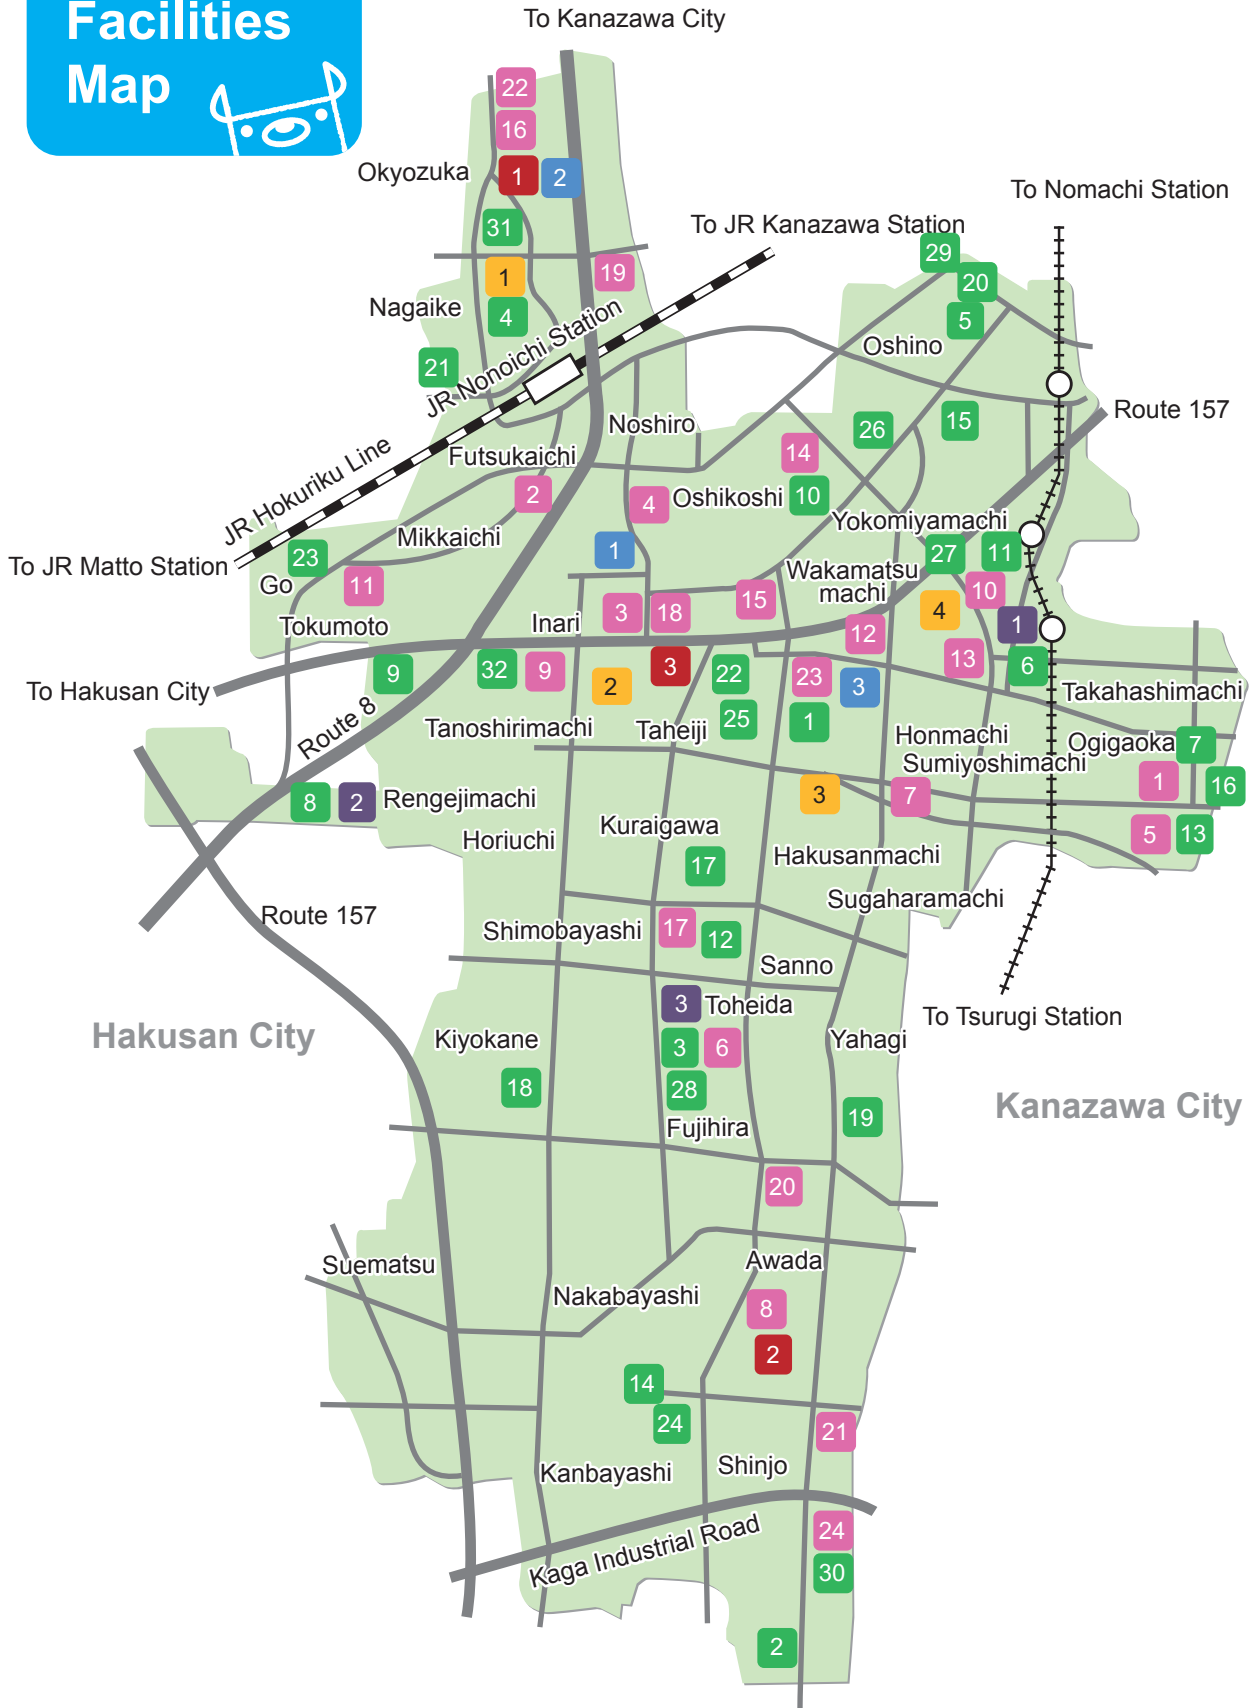 Facilities
Map
To Kanazawa City
22
16
Okyozuka
1
2
To Nomachi Station
31
To JR Kanazawa Station
29
19
1
20
Nagaike
4
5
JR Nonoichi Station
Oshino
21
Route 157
15
Noshiro
26
JR Hokuriku Line
Futsukaichi
14
2
4
Oshikoshi
10
Yokomiyamachi
Mikkaichi
1
27
11
To JR Matto Station
23
Go
11
Wakamatsu
machi
10
15
4
3
18
Inari
1
Tokumoto
12
13
6
To Hakusan City
9
32
9
2
3
22
23
3
Takahashimachi
Route 8
Tanoshirimachi
Taheiji
25
1
Honmachi
Ogigaoka
7
Sumiyoshimachi
1
16
8
2
Rengejimachi
3
7
Horiuchi
Kuraigawa
5
13
17
Hakusanmachi
Sugaharamachi
Route 157
Shimobayashi
17
12
Sanno
3
Toheida
To Tsurugi Station
Hakusan City
Kiyokane
3
6
Yahagi
18
28
Kanazawa City
19
Fujihira
20
Suematsu
Awada
Nakabayashi
8
2
14
24
21
Kanbayashi
Shinjo
24
Kaga Industrial Road
30
2